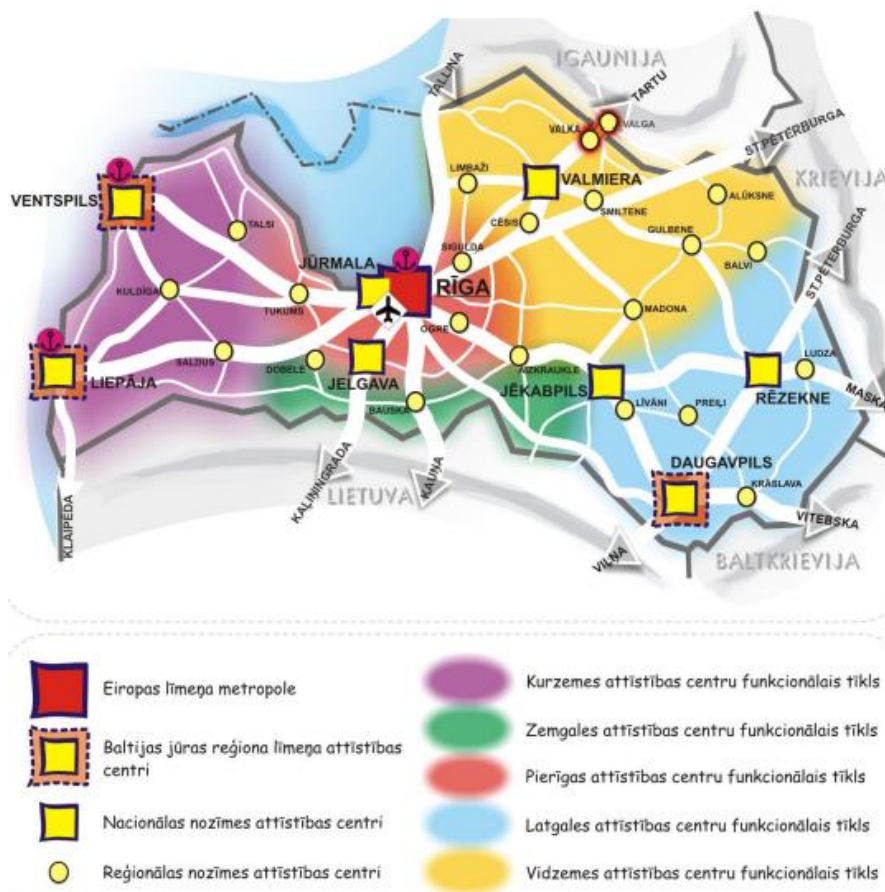 IGAUNIJA
TALLINA
TARTU
VALKA
VALGA
ST.PĒTERBURGA
LIMBAŽI
VALMIERA
KRIEVIJA
VENTSPILS
ALŪKSNE
SMILTENE
CĒSIS
TALSI
GULBENE
SIGULDA
BALVI
JŪRMALA
RĪGA
ST.PĒTERBURGA
KULDĪGA
TUKUMS
MADONA
OGRE
SALDUS
LUDZA
DOBELE
AIZKRAUKLE
LIEPĀJA
JELGAVA
JĒKABPILS
RĒZEKNE
MASKA
BAUSKA
LĪVĀNI
PREIĻI
DAUGAVPILS
KRĀSLAVA
KAĻIŅINGRADA
LIETUVA
KAUŅA
KLAIPĒDA
VITEBSKA
VIĻŅA
BALTKRIEVIJA
Eiropas līmeņa metropole
Baltijas jūras reģiona līmeņa attīstības
centri
Nacionālas nozīmes attīstības centri
Reģionālas nozīmes attīstības centri
Kurzemes attīstības centru funkcionālais tīkls
Zemgales attīstības centru funkcionālais tīkls
Pierīgas attīstības centru funkcionālais tīkls
Latgales attīstības centru funkcionālais tīkls
Vidzemes attīstības centru funkcionālais tīkls